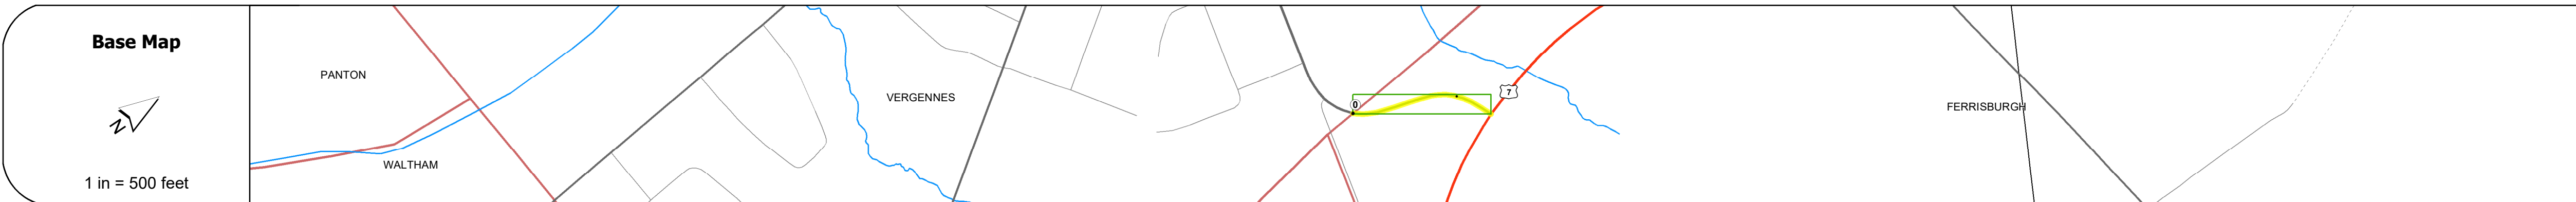 Base Map
N
1 in = 500 feet
PANTON
WALTHAM
VERGENNES
0
7
FERRISBURGH